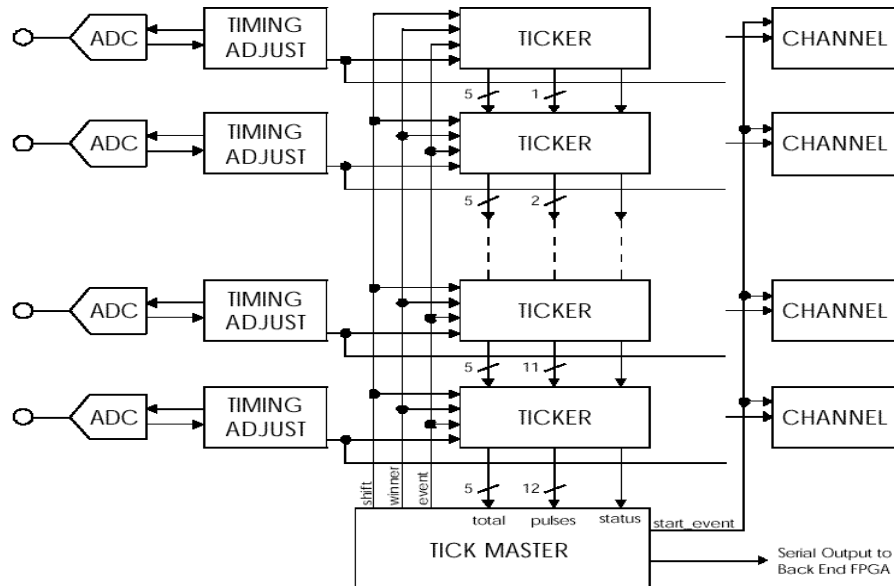 ADC
TIMING
ADJUST
TICKER
CHANNEL
5
1
ADC
TIMING
ADJUST
TICKER
CHANNEL
5
2
ADC
TIMING
ADJUST
TICKER
CHANNEL
5
11
ADC
TIMING
ADJUST
TICKER
CHANNEL
shift
winner
event
5
12
total
pulses
status
start_event
TICK MASTER
Serial Output to
Back End FPGA